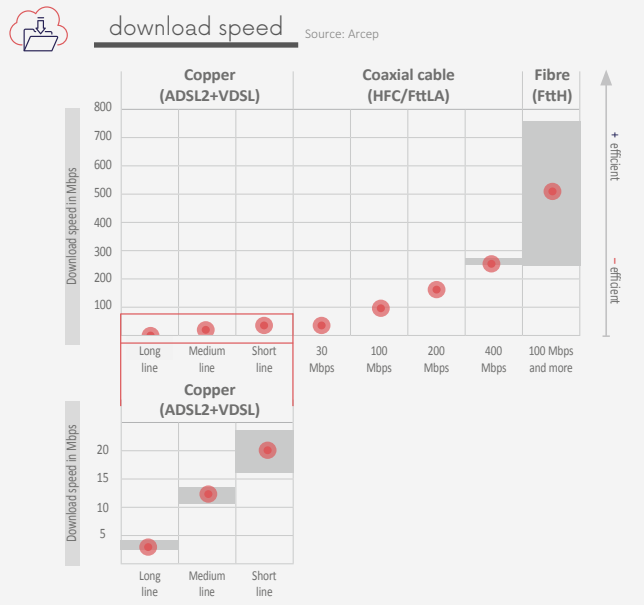 download speed
Source: Arcep
Copper
(ADSL2+VDSL)
Coaxial cable
(HFC/FttLA)
Fibre
(FttH)
Download speed in Mbps
800
700
600
500
400
300
200
100
+ efficient
− efficient
Long
line
Medium
line
Short
line
30
Mbps
100
Mbps
200
Mbps
400
Mbps
100 Mbps
and more
Copper
(ADSL2+VDSL)
Download speed in Mbps
20
15
10
5
Long
line
Medium
line
Short
line